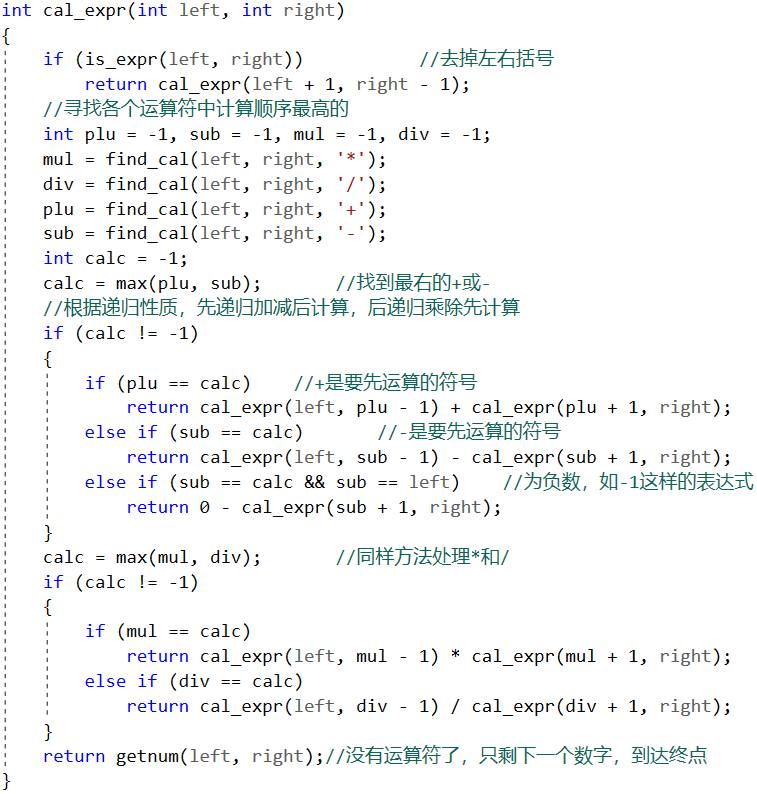 int cal_expr(int left, int right)
{
    if (is_expr(left, right))           //去掉左右括号
        return cal_expr(left + 1, right - 1);
    //寻找各个运算符中计算顺序最高的
    int plu = -1, sub = -1, mul = -1, div = -1;
    mul = find_cal(left, right, '*');
    div = find_cal(left, right, '/');
    plu = find_cal(left, right, '+');
    sub = find_cal(left, right, '-');
    int calc = -1;
    calc = max(plu, sub);       //找到最右的+或-
    //根据递归性质，先递归加减后计算，后递归乘除先计算
    if (calc != -1)
    {
        if (plu == calc)    //+是要先运算的符号
            return cal_expr(left, plu - 1) + cal_expr(plu + 1, right);
        else if (sub == calc)       //-是要先运算的符号
            return cal_expr(left, sub - 1) - cal_expr(sub + 1, right);
        else if (sub == calc && sub == left)    //为负数，如-1这样的表达式
            return 0 - cal_expr(sub + 1, right);
    }
    calc = max(mul, div);       //同样方法处理*和/
    if (calc != -1)
    {
        if (mul == calc)
            return cal_expr(left, mul - 1) * cal_expr(mul + 1, right);
        else if (div == calc)
            return cal_expr(left, div - 1) / cal_expr(div + 1, right);
    }
    return getnum(left, right);//没有运算符了，只剩下一个数字，到达终点
}